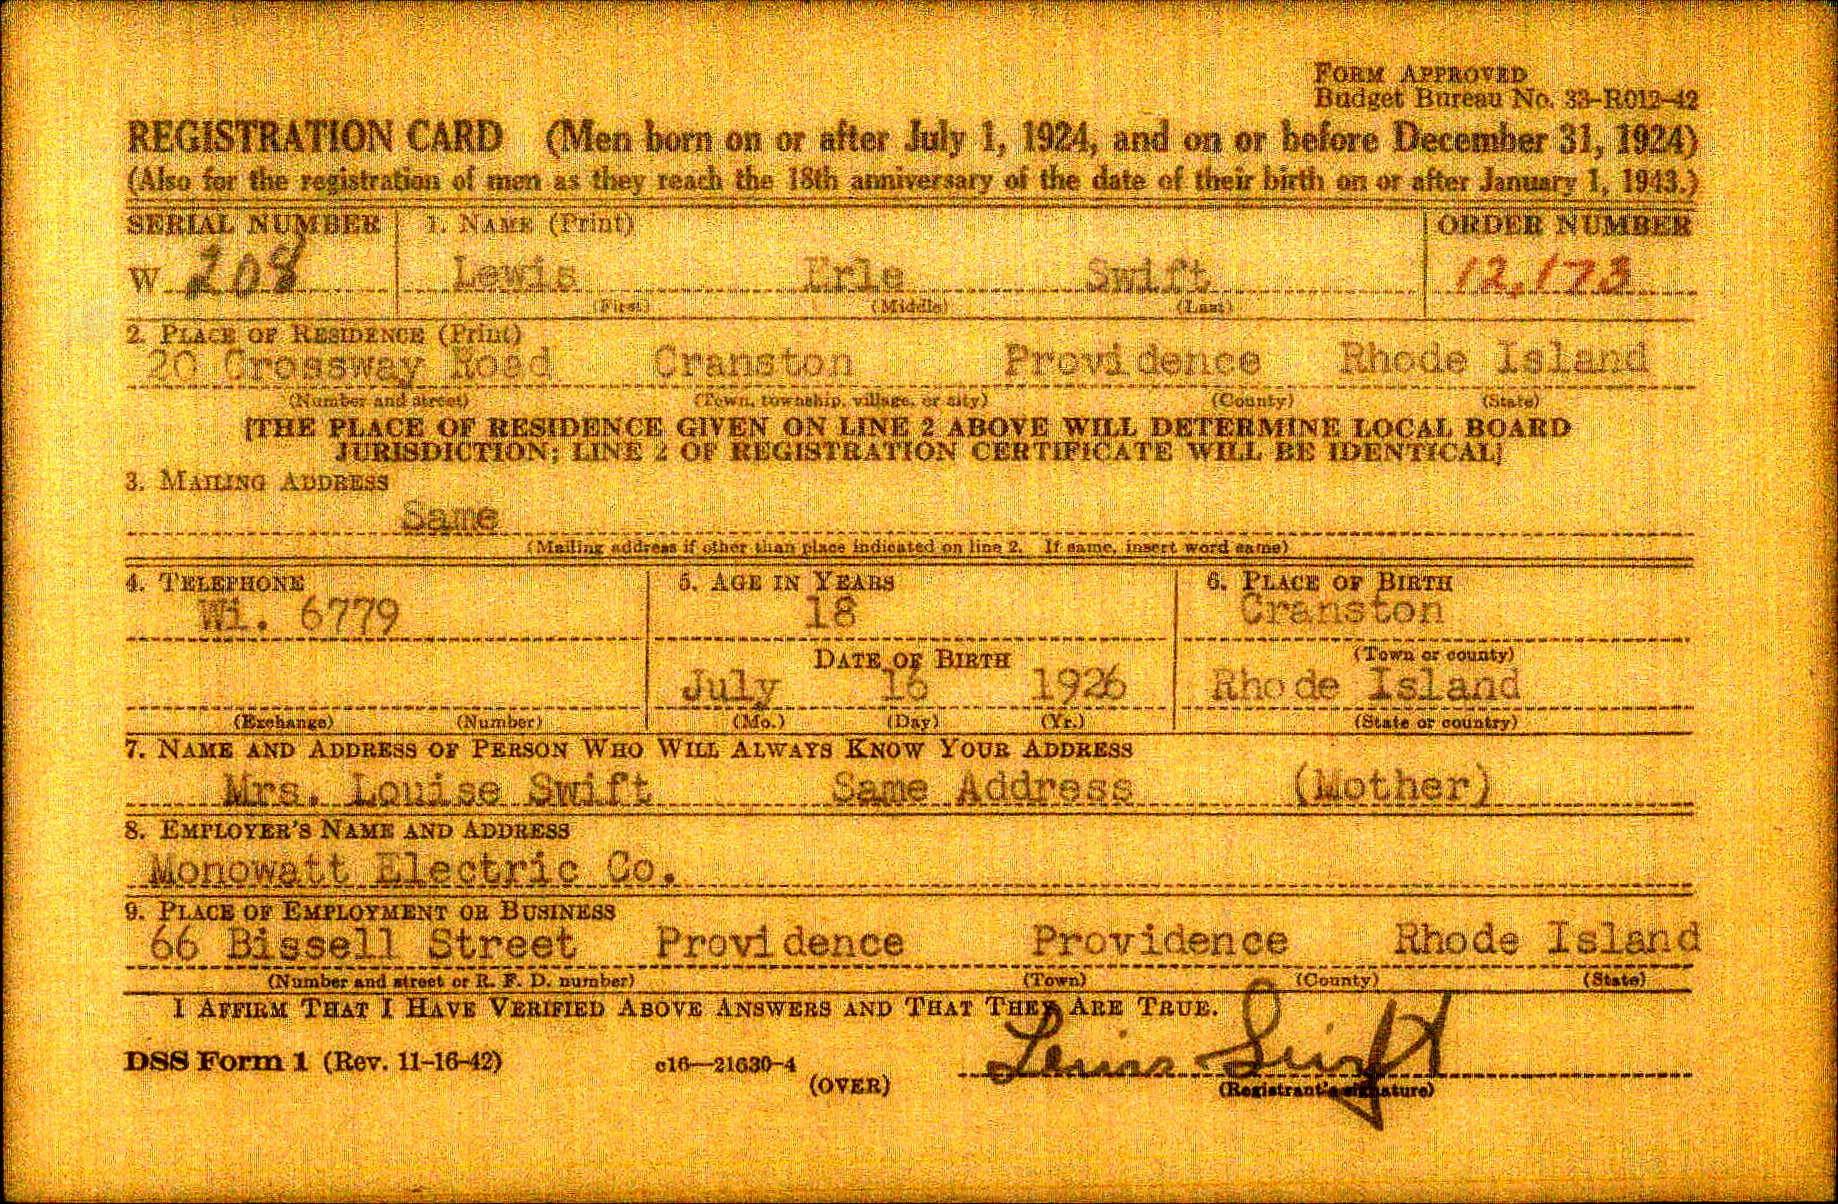 FORM APPROVED
Budget Bureau No. 33-R012-42
REGISTRATION CARD (Men born on or after July 1, 1924, and on or before December 31, 1924)
(Also for the registration of men as they reach the 18th anniversary of the date of their birth on or after January 1, 1943.)
SERIAL NUMBER 1. NAME (Print) ORDER NUMBER
W 208 Lewis Erle Swift 12,173
(First) (Middle) (Last)
2. PLACE OF RESIDENCE (Print)
20 Crossway Road Cranston Providence Rhode Island
(Number and street) (Town, township, village, or city) (County) (State)
[THE PLACE OF RESIDENCE GIVEN ON LINE 2 ABOVE WILL DETERMINE LOCAL BOARD
JURISDICTION; LINE 2 OF REGISTRATION CERTIFICATE WILL BE IDENTICAL]
3. MAILING ADDRESS
Same
(Mailing address if other than place indicated on line 2. If same, insert word same)
4. TELEPHONE 5. AGE IN YEARS 6. PLACE OF BIRTH
Wi. 6779 18 Cranston
DATE OF BIRTH (Town or county)
July 16 1926 Rhode Island
(Exchange) (Number) (Mo.) (Day) (Yr.) (State or country)
7. NAME AND ADDRESS OF PERSON WHO WILL ALWAYS KNOW YOUR ADDRESS
Mrs. Louise Swift Same Address (Mother)
8. EMPLOYER'S NAME AND ADDRESS
Monowatt Electric Co.
9. PLACE OF EMPLOYMENT OR BUSINESS
66 Bissell Street Providence Providence Rhode Island
(Number and street or R. F. D. number) (Town) (County) (State)
I AFFIRM THAT I HAVE VERIFIED ABOVE ANSWERS AND THAT THEY ARE TRUE.
DSS Form 1 (Rev. 11-16-42) c16—21630-4 Lewis Swift
(OVER) (Registrant's signature)